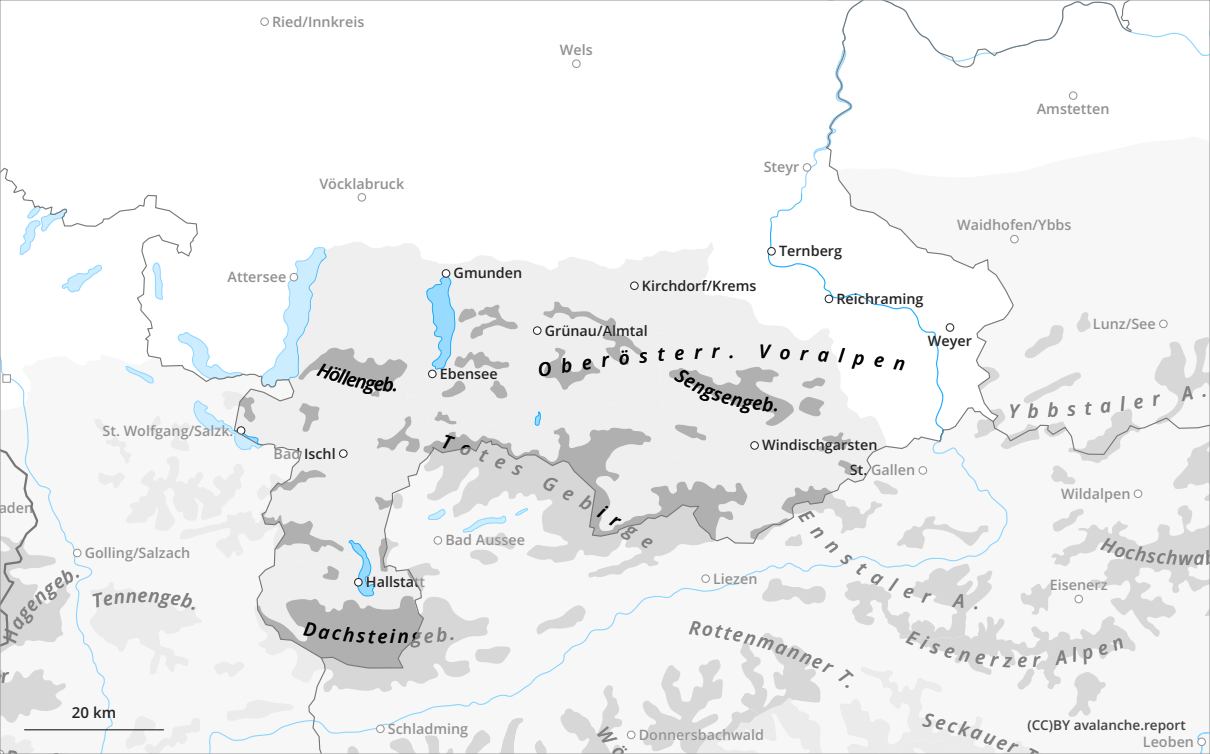 Ried/Innkreis
Wels
Amstetten
Steyr
Vöcklabruck
Waidhofen/Ybbs
Ternberg
Attersee
Gmunden
Kirchdorf/Krems
Reichraming
Grünau/Almtal
Weyer
Lunz/See
Oberösterr. Voralpen
Höllengeb.
Ebensee
Sengsengeb.
Ybbstaler A.
St. Wolfgang/Salzk.
Bad Ischl
Totes Gebirge
Windischgarsten
St. Gallen
Wildalpen
aden
Golling/Salzach
Bad Aussee
Ennstaler A.
Hochschwab
Hallstatt
Liezen
Eisenerz
Hagengeb.
Tennengeb.
Dachsteingeb.
Rottenmanner T.
Eisenerzer Alpen
r
20 km
Schladming
Wö
Donnersbachwald
Seckauer T
(CC)BY avalanche.report
Leoben